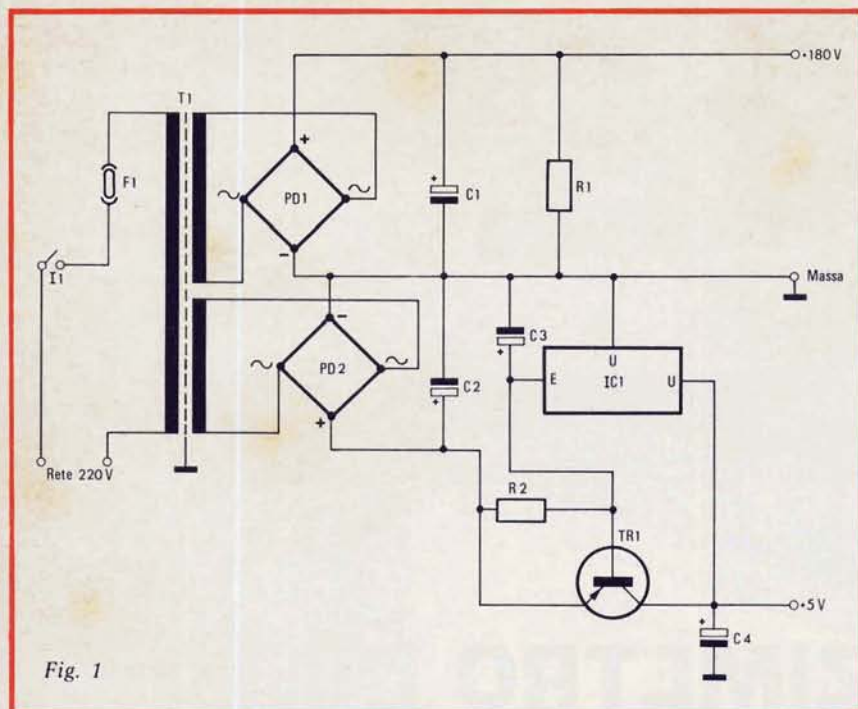 +180V
T1
F1
+
~
PD1
~
-
+
C1
R1
I1
Massa
-
~
PD2
~
+
C2
+
C3
+
U
E
IC1
U
Rete 220V
R2
TR1
+5V
+
C4
Fig. 1